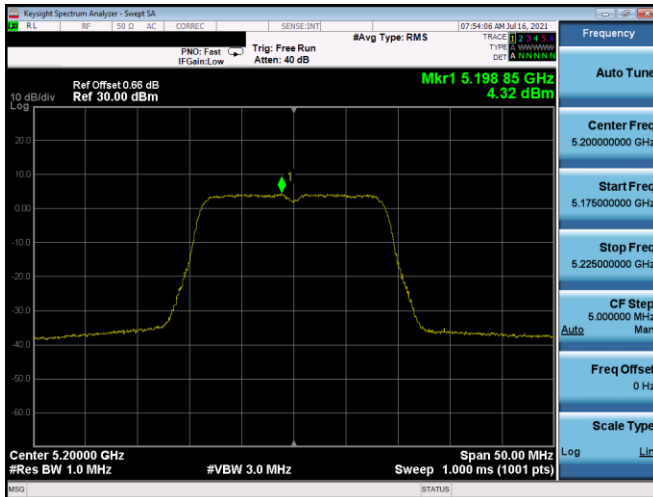 Keysight Spectrum Analyzer - Swept SA
RL RF 50 Ω AC CORREC SENSE:INT 07:54:06 AM Jul 16, 2021
#Avg Type: RMS TRACE 1 2 3 4 5 6
PNO: Fast Trig: Free Run TYPE A WWWWW
IFGain:Low Atten: 40 dB DET A N N N N N
Ref Offset 0.66 dB Mkr1 5.198 85 GHz
10 dB/div Ref 30.00 dBm 4.32 dBm
Log
20.0
10.0
1
0.00
-10.0
-20.0
-30.0
-40.0
-50.0
-60.0
Center 5.20000 GHz Span 50.00 MHz
#Res BW 1.0 MHz #VBW 3.0 MHz Sweep 1.000 ms (1001 pts)
MSG STATUS
Frequency
Auto Tune
Center Freq
5.200000000 GHz
Start Freq
5.175000000 GHz
Stop Freq
5.225000000 GHz
CF Step
5.000000 MHz
Auto Man
Freq Offset
0 Hz
Scale Type
Log Lin